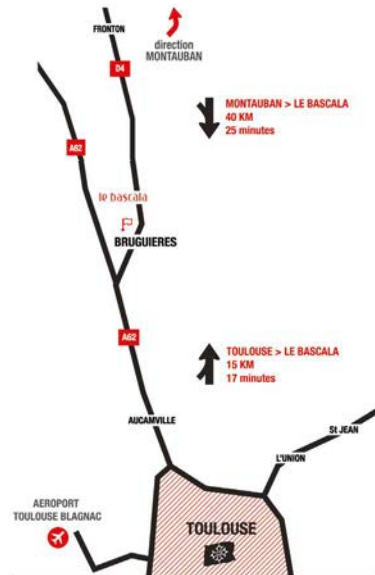 FRONTON
direction
MONTAUBAN
D4
MONTAUBAN > LE BASCALA
40 KM
25 minutes
A62
le bascala
BRUGUIERES
A62
TOULOUSE > LE BASCALA
15 KM
17 minutes
AUCAMVILLE
St JEAN
L'UNION
AEROPORT
TOULOUSE BLAGNAC
TOULOUSE